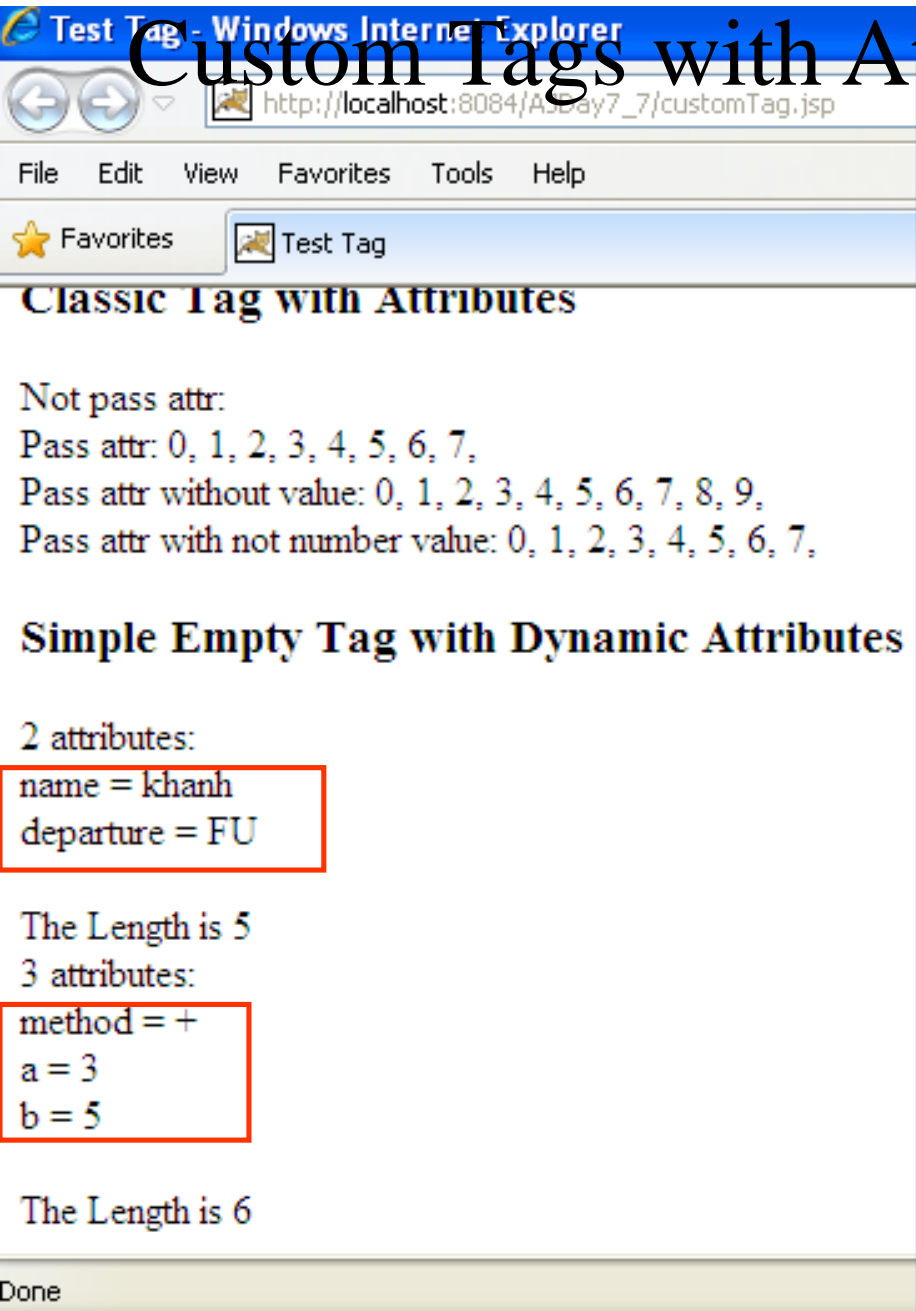 Test Tag - Windows Internet Explorer
Custom Tags with A
http://localhost:8084/AJDay7_7/customTag.jsp
File Edit View Favorites Tools Help
Favorites Test Tag
Classic Tag with Attributes
Not pass attr:
Pass attr: 0, 1, 2, 3, 4, 5, 6, 7,
Pass attr without value: 0, 1, 2, 3, 4, 5, 6, 7, 8, 9,
Pass attr with not number value: 0, 1, 2, 3, 4, 5, 6, 7,
Simple Empty Tag with Dynamic Attributes
2 attributes:
name = khanh
departure = FU
The Length is 5
3 attributes:
method = +
a = 3
b = 5
The Length is 6
Done